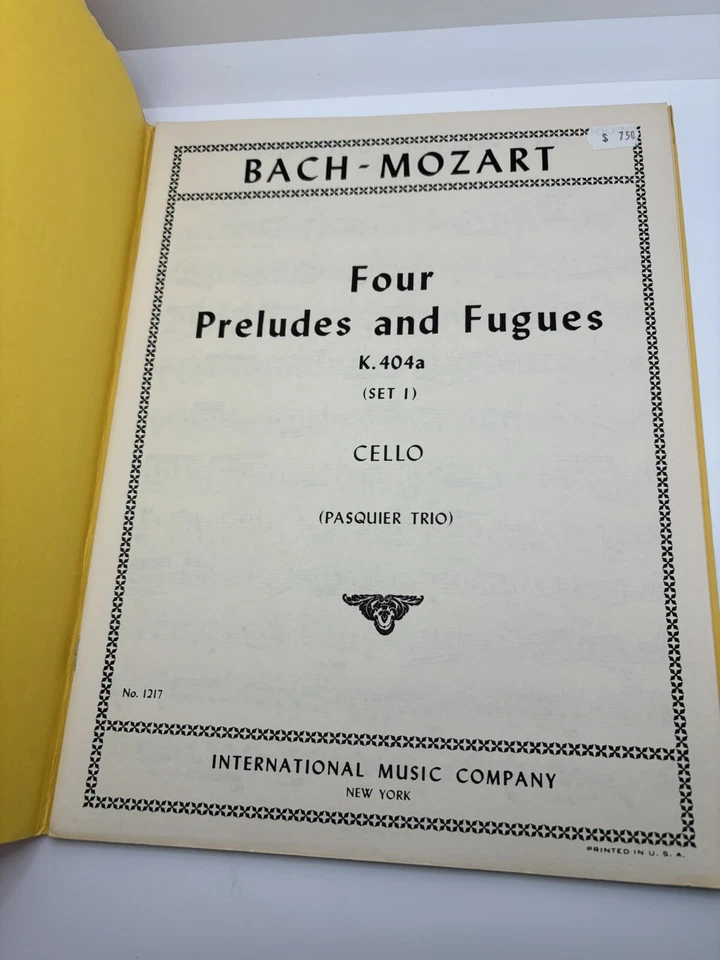 $ 7.50
BACH - MOZART
Four
Preludes and Fugues
K. 404a
(SET I)
CELLO
(PASQUIER TRIO)
No. 1217
INTERNATIONAL MUSIC COMPANY
NEW YORK
PRINTED IN U. S. A.